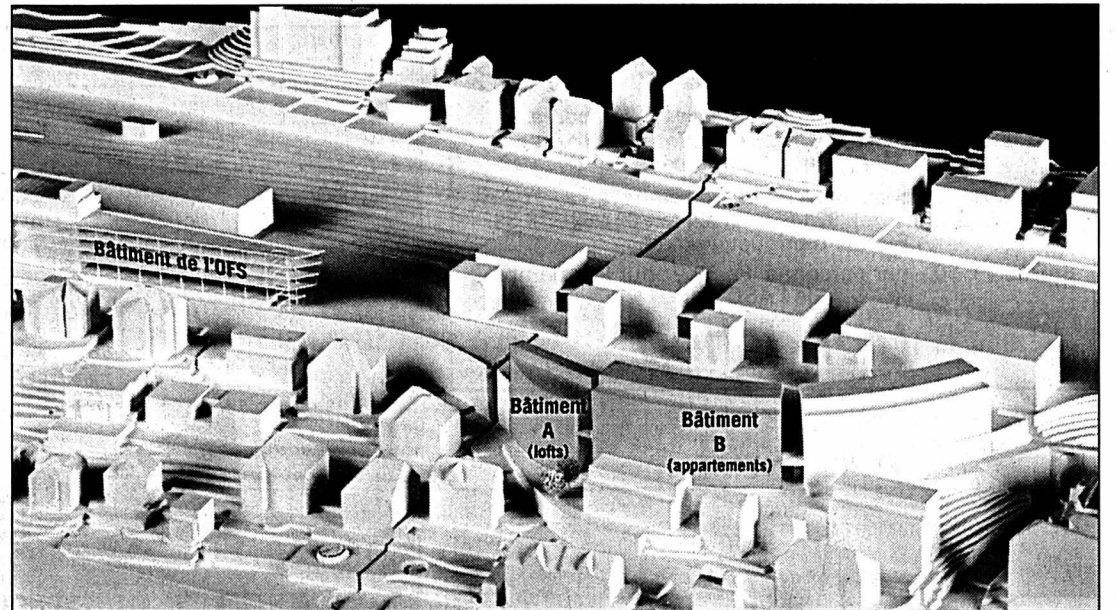 Bâtiment de l'OFS
Bâtiment
A
(lofts)
Bâtiment
B
(appartements)